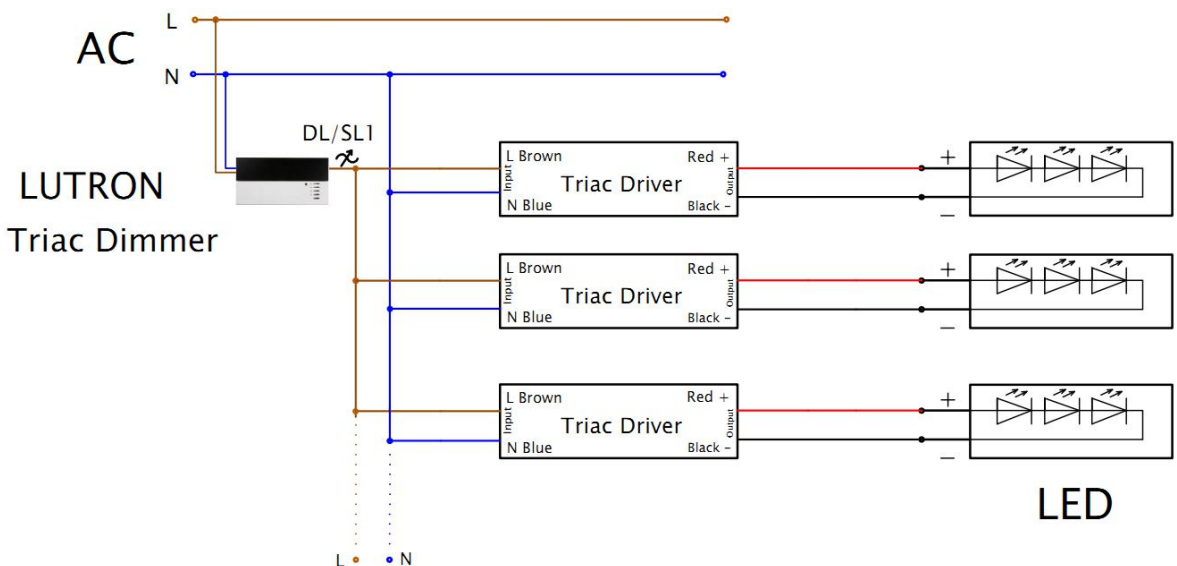 L
AC
N
DL/SL1
LUTRON
Triac Dimmer
L Brown
Red +
Input
Triac Driver
Output
N Blue
Black -
+
–
L Brown
Red +
Input
Triac Driver
Output
N Blue
Black -
+
–
L Brown
Red +
Input
Triac Driver
Output
N Blue
Black -
+
–
LED
L
N